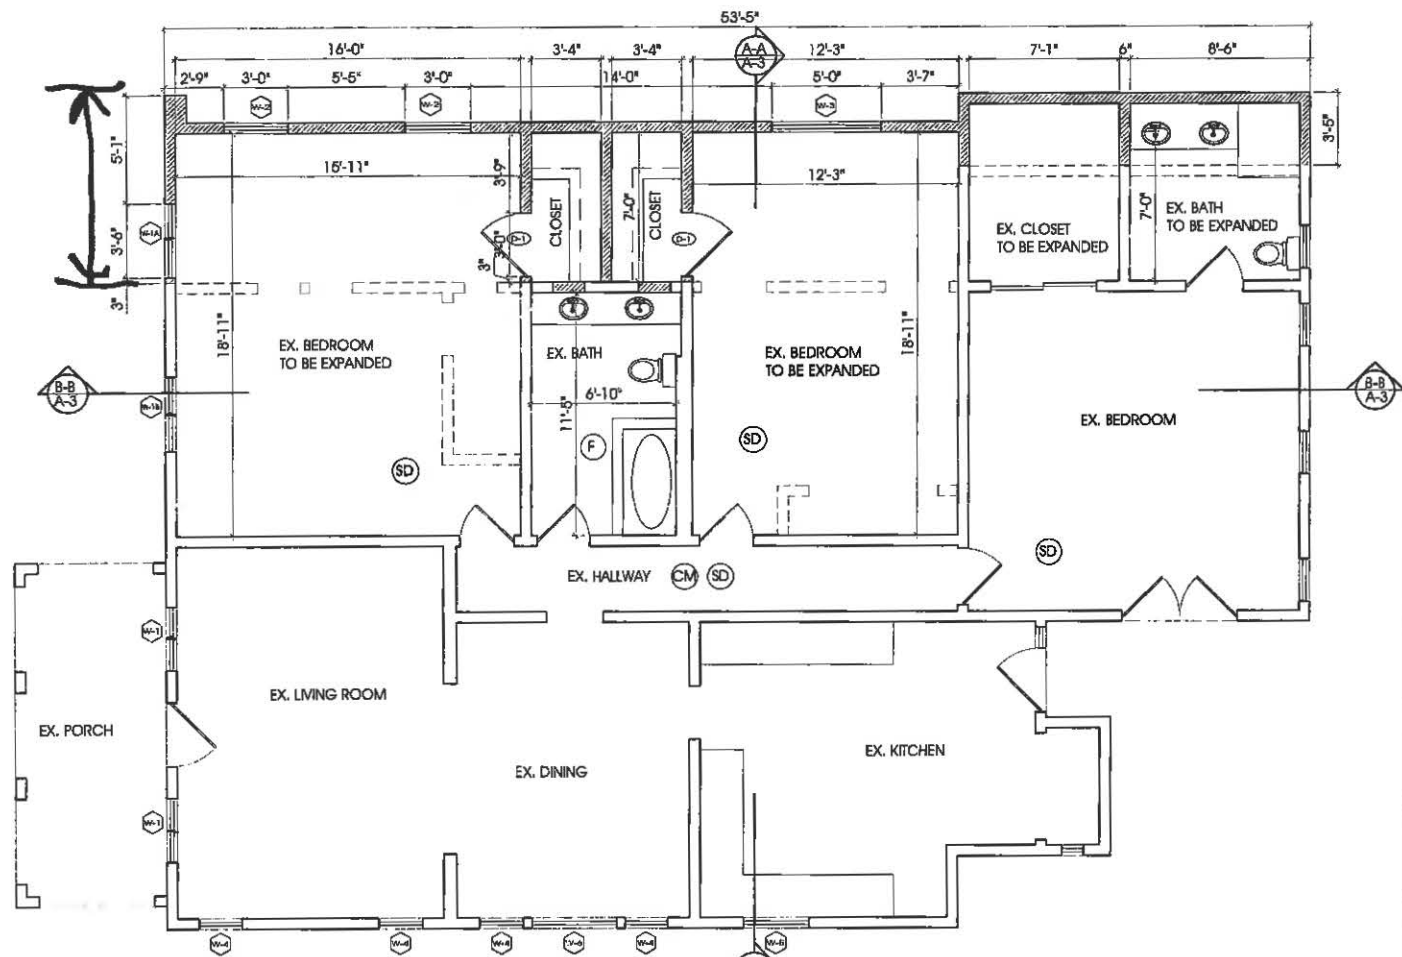 53'-5"
16'-0"
3'-4"
3'-4"
A-A
A-3
12'-3"
7'-1"
6"
8'-6"
2'-9"
3'-0"
5'-5"
3'-0"
14'-0"
5'-0"
3'-7"
W-2
W-2
W-3
5'-1"
3'-5"
15'-11"
3'-9"
12'-3"
CLOSET
7'-0"
CLOSET
7'-0"
EX. CLOSET
TO BE EXPANDED
EX. BATH
TO BE EXPANDED
W-1A
3'-6"
D-1
3'-0"
D-1
3"
3"
18'-11"
EX. BEDROOM
TO BE EXPANDED
EX. BATH
EX. BEDROOM
TO BE EXPANDED
18'-11"
B-B
A-3
6'-10"
B-B
A-3
EX. BEDROOM
F
SD
SD
SD
EX. HALLWAY
CM
SD
W-1
EX. LIVING ROOM
EX. PORCH
EX. DINING
EX. KITCHEN
W-1
W-4
W-4
W-4
W-4